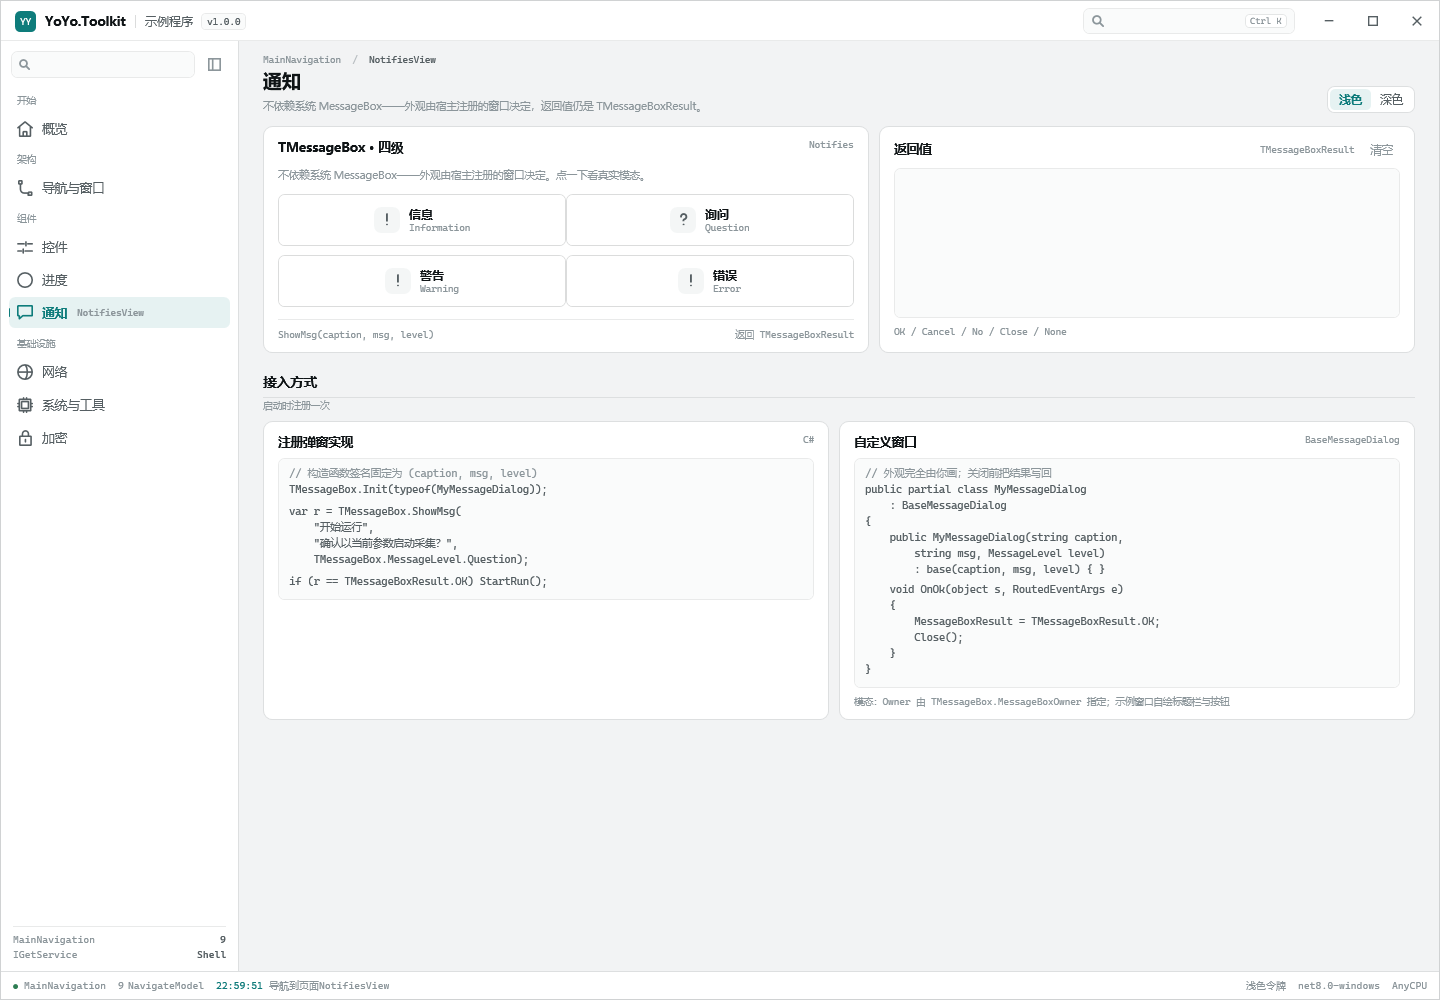 YY YoYo.Toolkit 示例程序 v1.0.0
Ctrl K
开始
概览
架构
导航与窗口
组件
控件
进度
通知 NotifiesView
基础设施
网络
系统与工具
加密
MainNavigation 9
IGetService Shell
MainNavigation / NotifiesView
通知
不依赖系统 MessageBox——外观由宿主注册的窗口决定，返回值仍是 TMessageBoxResult。
浅色 深色
TMessageBox · 四级 Notifies
不依赖系统 MessageBox——外观由宿主注册的窗口决定。点一下看真实模态。
! 信息
Information
? 询问
Question
! 警告
Warning
! 错误
Error
ShowMsg(caption, msg, level) 返回 TMessageBoxResult
返回值 TMessageBoxResult 清空
OK / Cancel / No / Close / None
接入方式
启动时注册一次
注册弹窗实现 C#
// 构造函数签名固定为 (caption, msg, level)
TMessageBox.Init(typeof(MyMessageDialog));
var r = TMessageBox.ShowMsg(
"开始运行",
"确认以当前参数启动采集？",
TMessageBox.MessageLevel.Question);
if (r == TMessageBoxResult.OK) StartRun();
自定义窗口 BaseMessageDialog
// 外观完全由你画；关闭前把结果写回
public partial class MyMessageDialog
: BaseMessageDialog
{
public MyMessageDialog(string caption,
string msg, MessageLevel level)
: base(caption, msg, level) { }
void OnOk(object s, RoutedEventArgs e)
{
MessageBoxResult = TMessageBoxResult.OK;
Close();
}
}
模态：Owner 由 TMessageBox.MessageBoxOwner 指定；示例窗口自绘标题栏与按钮
MainNavigation 9 NavigateModel 22:59:51 导航到页面NotifiesView
浅色令牌 net8.0-windows AnyCPU